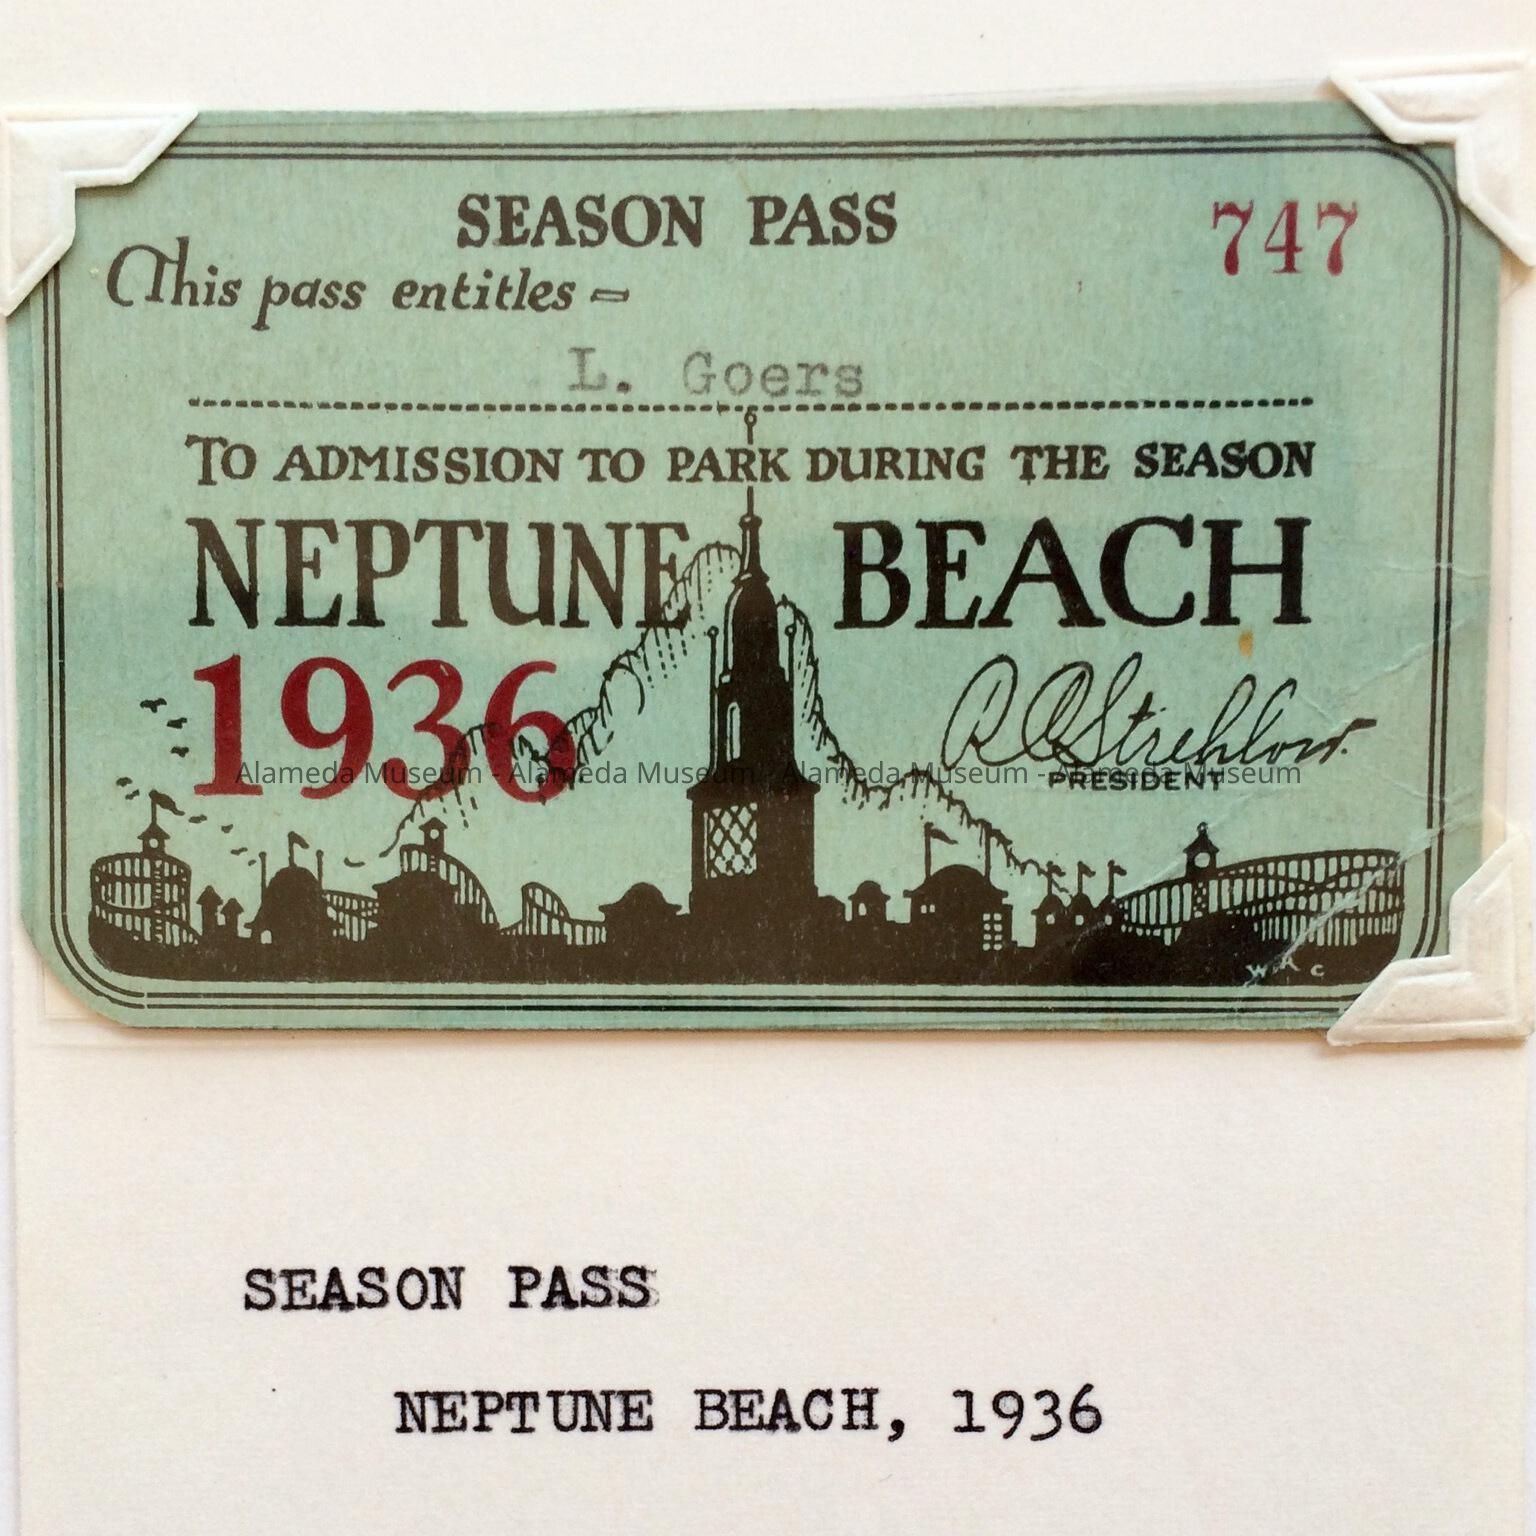 SEASON PASS
747
This pass entitles =
L. Goers
TO ADMISSION TO PARK DURING THE SEASON
NEPTUNE BEACH
1936
R C Strehlow.
Alameda Museum - Alameda Museum - Alameda Museum - Alameda Museum
PRESIDENT
W A C
SEASON PASS
NEPTUNE BEACH, 1936